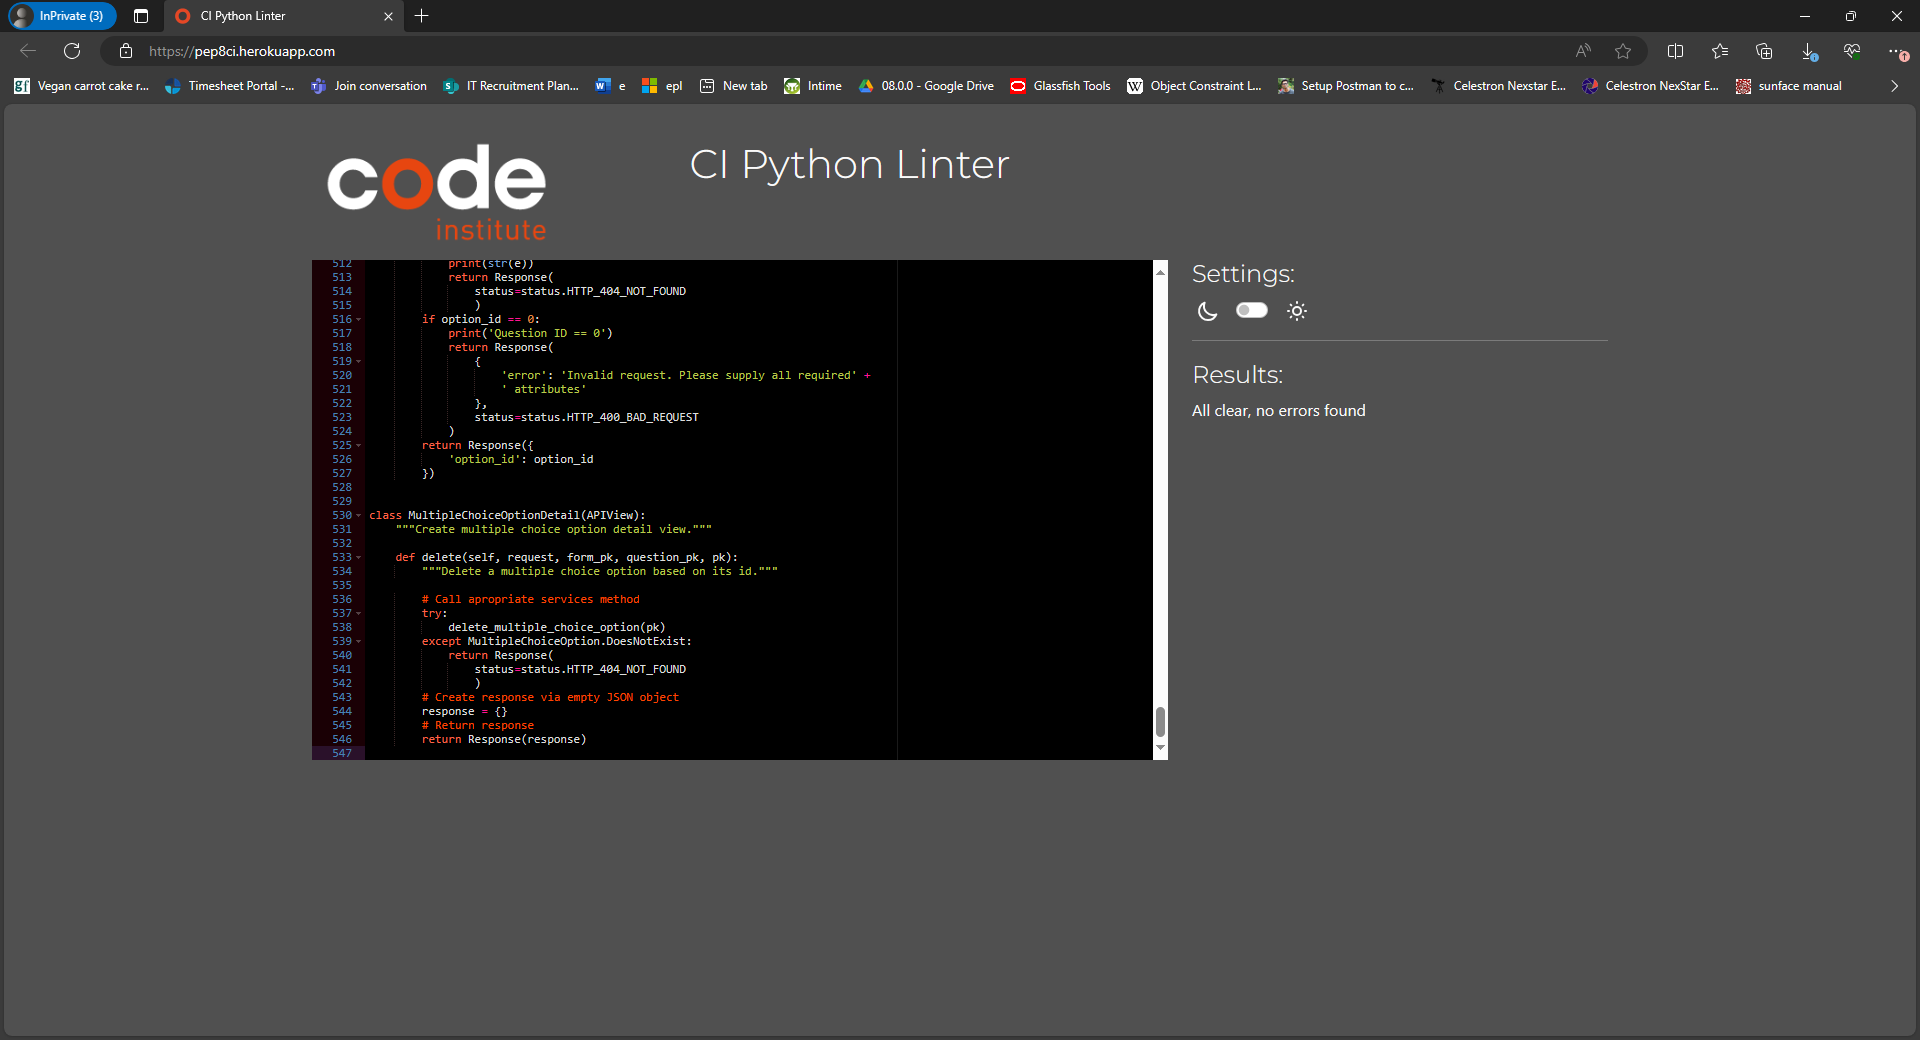 InPrivate (3)
CI Python Linter
https://pep8ci.herokuapp.com
gf Vegan carrot cake r... Timesheet Portal -... Join conversation IT Recruitment Plan... e epl New tab Intime 08.0.0 - Google Drive Glassfish Tools W Object Constraint L... Setup Postman to c... Celestron Nexstar E... Celestron NexStar E... sunface manual
code
institute
CI Python Linter
512 print(str(e))
513 return Response(
514 status=status.HTTP_404_NOT_FOUND
515 )
516 if option_id == 0:
517 print('Question ID == 0')
518 return Response(
519 {
520 'error': 'Invalid request. Please supply all required' +
521 ' attributes'
522 },
523 status=status.HTTP_400_BAD_REQUEST
524 )
525 return Response({
526 'option_id': option_id
527 })
528
529
530 class MultipleChoiceOptionDetail(APIView):
531 """Create multiple choice option detail view."""
532
533 def delete(self, request, form_pk, question_pk, pk):
534 """Delete a multiple choice option based on its id."""
535
536 # Call apropriate services method
537 try:
538 delete_multiple_choice_option(pk)
539 except MultipleChoiceOption.DoesNotExist:
540 return Response(
541 status=status.HTTP_404_NOT_FOUND
542 )
543 # Create response via empty JSON object
544 response = {}
545 # Return response
546 return Response(response)
547
Settings:
Results:
All clear, no errors found